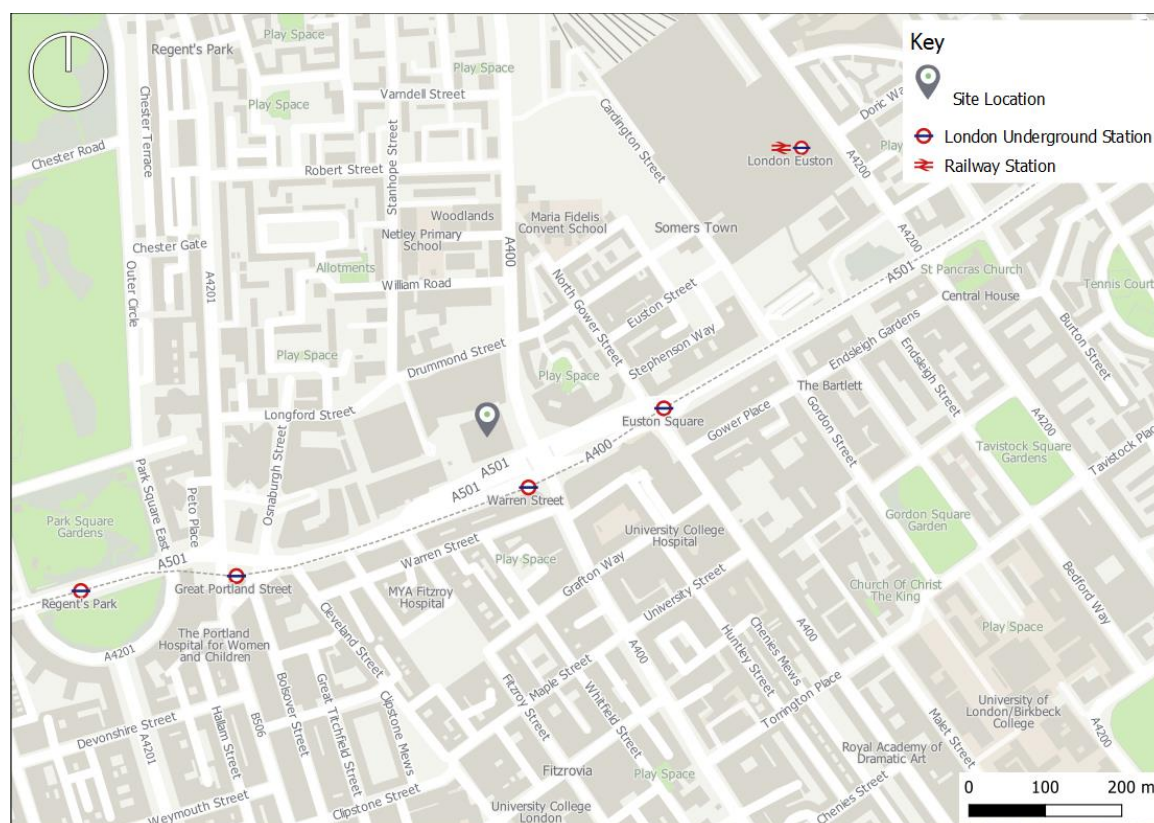 Key
Site Location
London Underground Station
Railway Station
Regent's Park
Play Space
Play Space
Varndell Street
Play Space
Chester Terrace
Chester Road
Robert Street
Stanhope Street
Cardington Street
Doric Wa
A4200
London Euston
Play
Woodlands
Netley Primary
School
Maria Fidelis
Convent School
Somers Town
A4200
Chester Gate
Outer Circle
A4201
Allotments
William Road
A400
North Gower Street
Euston Street
Stephenson Way
A501
St Pancras Church
Central House
Tennis Court
Burton Street
Endsleigh Gardens
Endsleigh Street
Play Space
Drummond Street
Play Space
The Bartlett
Longford Street
Euston Square
Gower Place
Gordon Street
A4200
Tavistock Square
Gardens
Tavistock Place
Osnaburgh Street
A501
A501
A400
Warren Street
Park Square East
Peto Place
Park Square
Gardens
A501
Gordon Square
Garden
University College
Hospital
Warren Street
Play Space
Grafton Way
Great Portland Street
Regent's Park
MYA Fitzroy
Hospital
University Street
Church Of Christ
The King
Bedford Way
Play Space
The Portland
Hospital for Women
and Children
A4201
Cleveland Street
A400
Huntley Street
Chenies Mews
A400
Maple Street
Torrington Place
Devonshire Street
A4201
Hallam Street
B506
Bolsover Street
Great Titchfield Street
Clipstone Mews
Fitzroy Street
Whitfield Street
Malet Street
University of
London/Birkbeck
College
A4200
Royal Academy of
Dramatic Art
Fitzrovia
Play Space
Chenies Street
Weymouth Street
Clipstone Street
University College
London
0 100 200 m